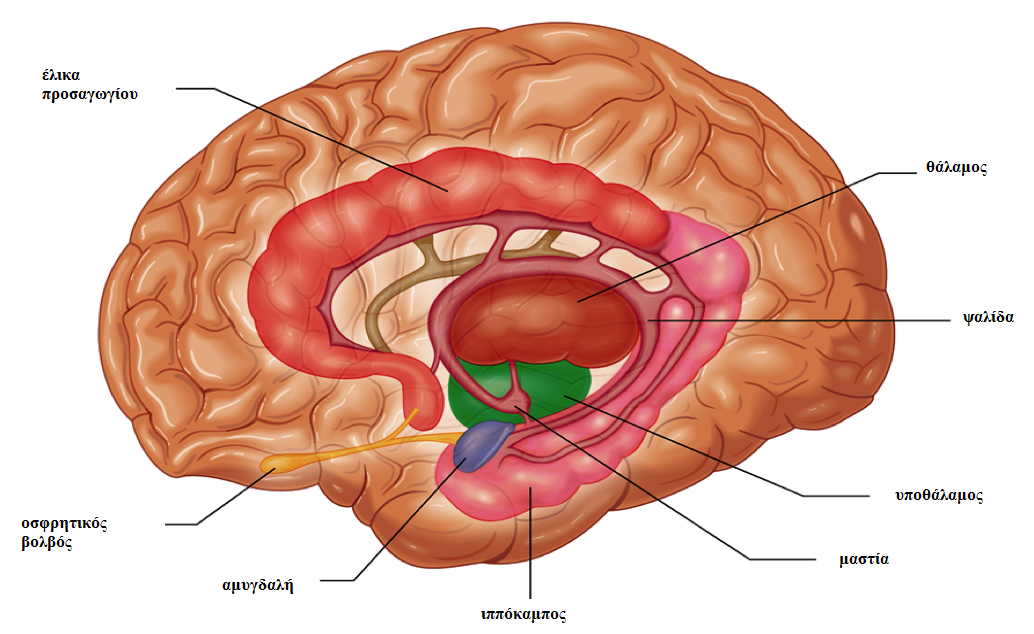 έλικα
προσαγωγίου
θάλαμος
ψαλίδα
υποθάλαμος
οσφρητικός
βολβός
μαστία
αμυγδαλή
ιππόκαμπος